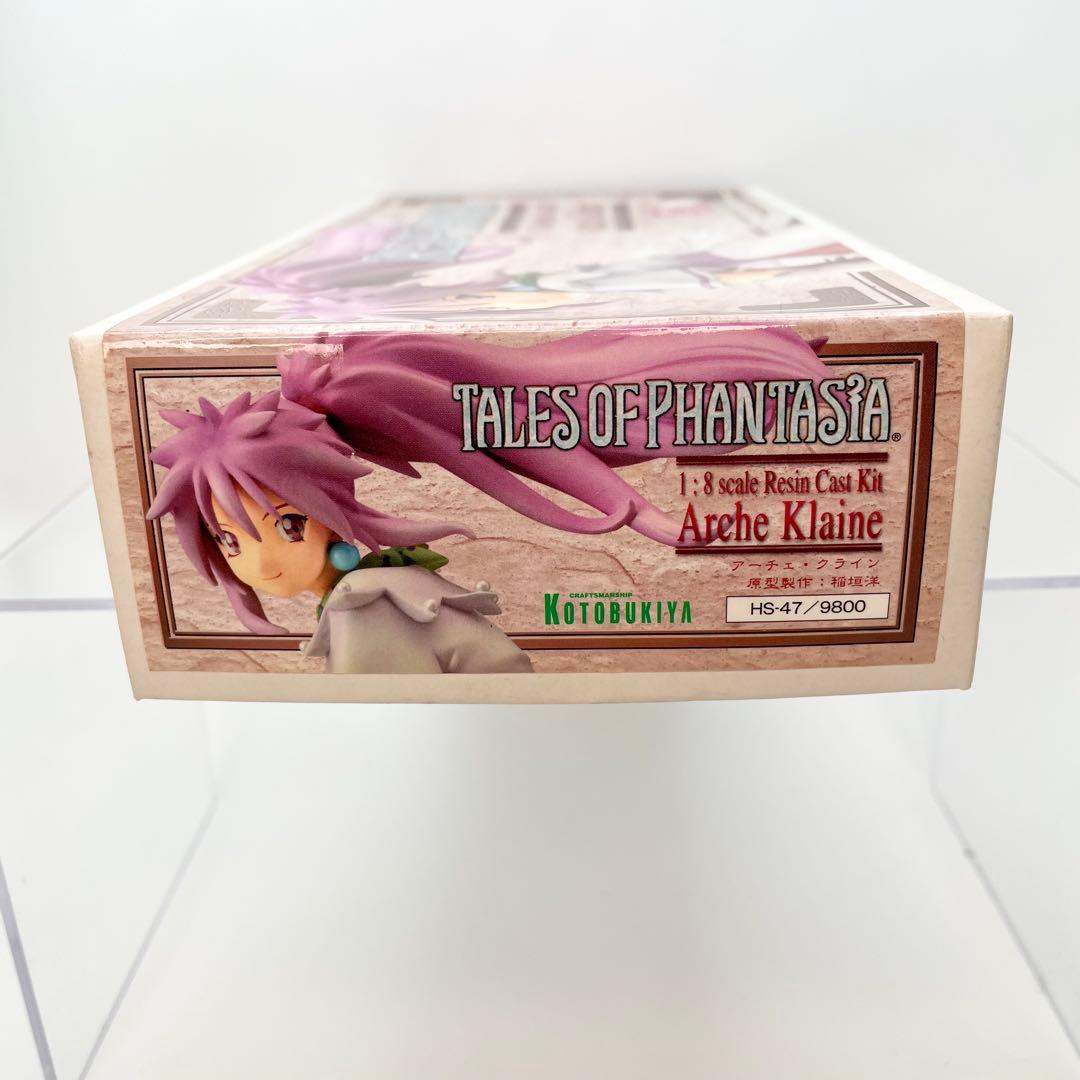 TALES OF PHANTASIA®
1:8 scale Resin Cast Kit
Arche Klaine
アーチェ・クライン
原型製作:稲垣洋
CRAFTSMANSHIP
KOTOBUKIYA
HS-47/9800